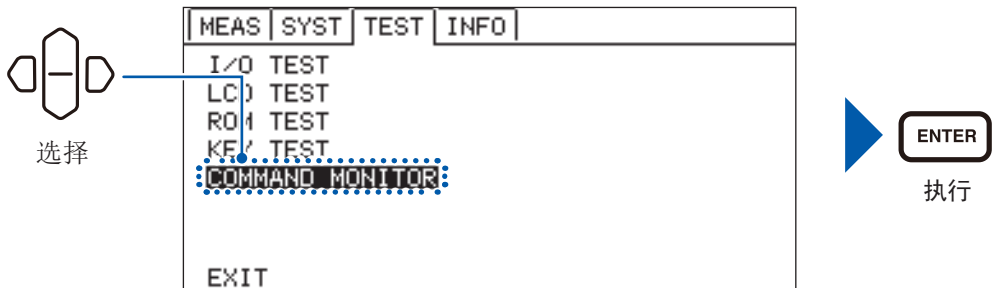 MEAS SYST TEST INFO
I/O TEST
LCD TEST
ROM TEST
KEY TEST
COMMAND MONITOR
EXIT
选择
ENTER
执行